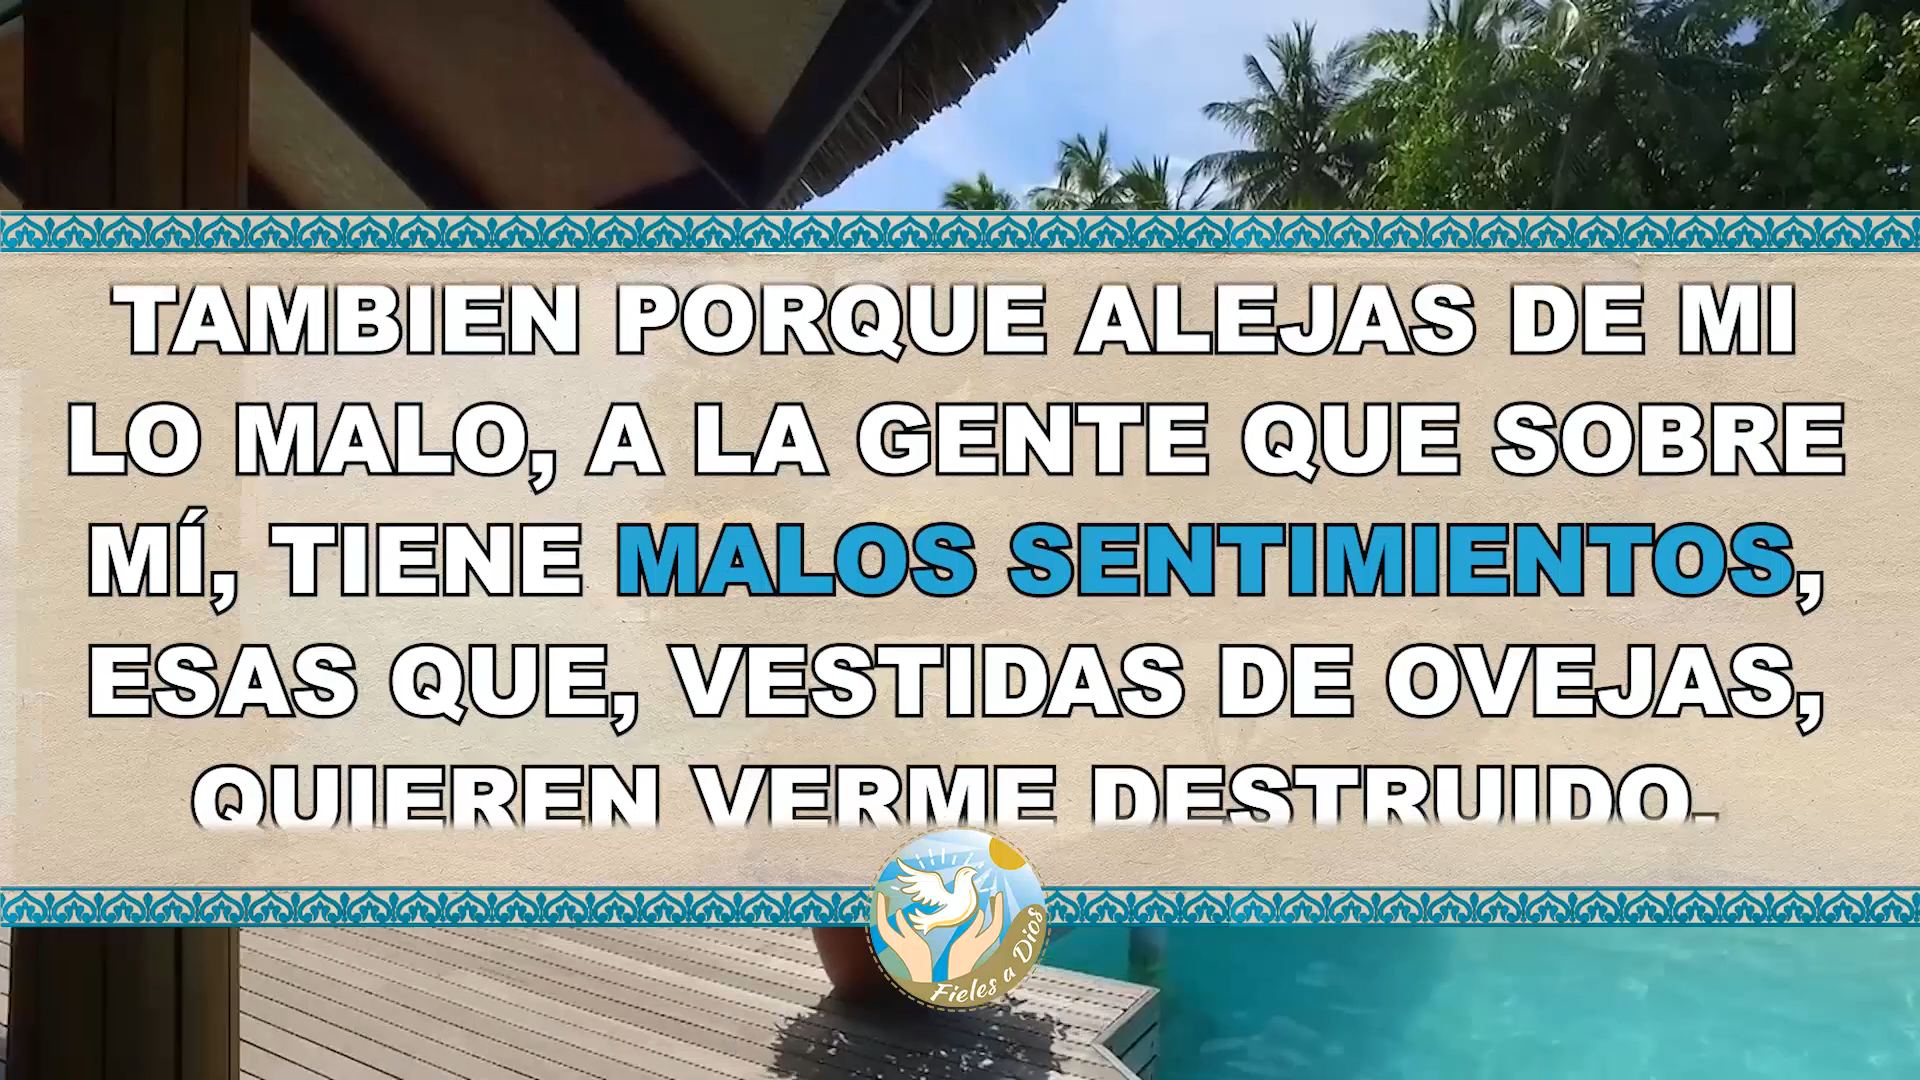 TAMBIEN PORQUE ALEJAS DE MI
LO MALO, A LA GENTE QUE SOBRE
MÍ, TIENE MALOS SENTIMIENTOS,
ESAS QUE, VESTIDAS DE OVEJAS,
QUIEREN VERME DESTRUIDO.
Fieles a Dios